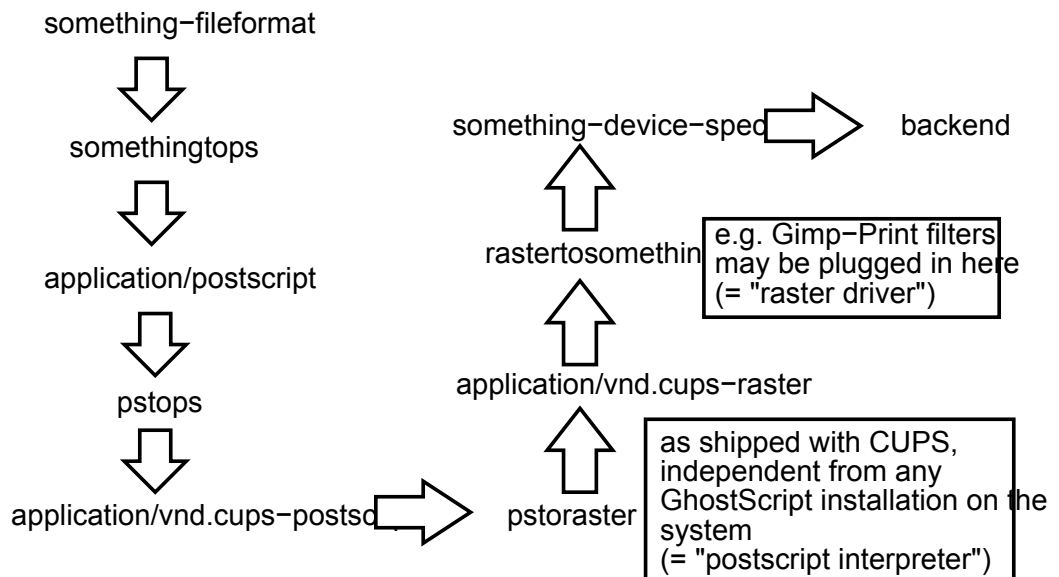 something−fileformat
somethingtops
application/postscript
pstops
application/vnd.cups−postsc
pstoraster
as shipped with CUPS,
independent from any
GhostScript installation on the
system
(= "postscript interpreter")
application/vnd.cups−raster
rastertosomethin
e.g. Gimp−Print filters
may be plugged in here
(= "raster driver")
something−device−spec
backend